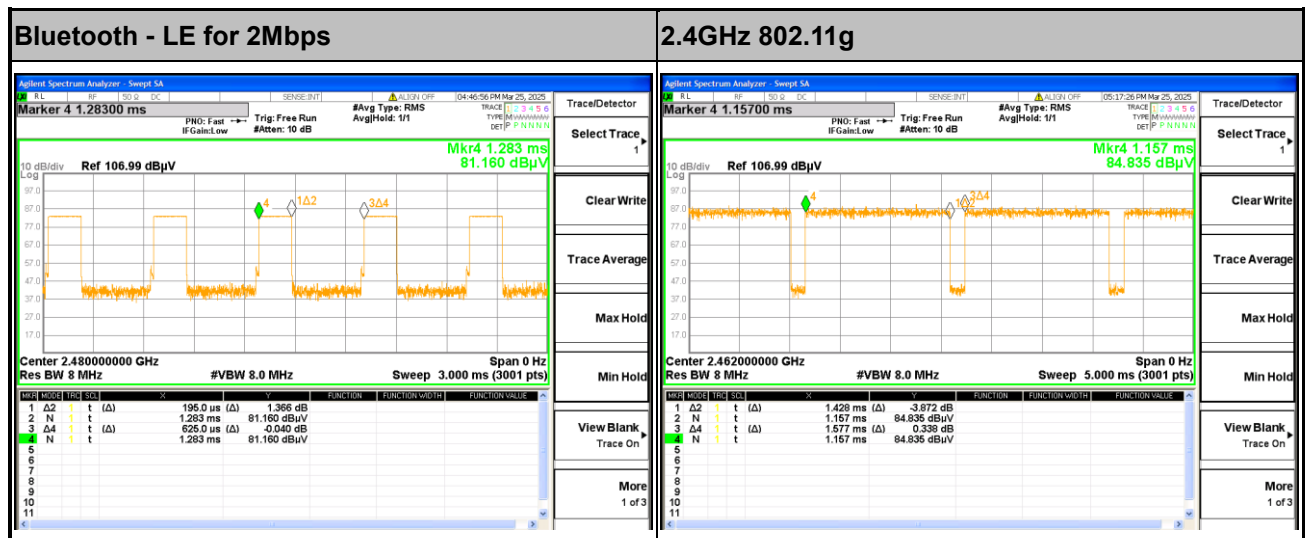 Bluetooth - LE for 2Mbps
Agilent Spectrum Analyzer - Swept SA
RL RF 50 Ω DC SENSE:INT ALIGN OFF 04:46:56 PM Mar 25, 2025
Marker 4 1.28300 ms
PNO: Fast
IFGain:Low
Trig: Free Run
#Atten: 10 dB
#Avg Type: RMS
Avg|Hold: 1/1
TRACE 1 2 3 4 5 6
TYPE M
DET P P N N N N
Mkr4 1.283 ms
81.160 dBµV
10 dB/div Ref 106.99 dBµV
Log
97.0
87.0
77.0
67.0
57.0
47.0
37.0
27.0
17.0
4
1Δ2
3Δ4
Center 2.480000000 GHz Span 0 Hz
Res BW 8 MHz #VBW 8.0 MHz Sweep 3.000 ms (3001 pts)
MKR MODE TRC SCL X Y FUNCTION FUNCTION WIDTH FUNCTION VALUE
1 Δ2 1 t (Δ) 195.0 µs (Δ) 1.366 dB
2 N 1 t 1.283 ms 81.160 dBµV
3 Δ4 1 t (Δ) 625.0 µs (Δ) -0.040 dB
4 N 1 t 1.283 ms 81.160 dBµV
5
6
7
8
9
10
11
Trace/Detector
Select Trace
1
Clear Write
Trace Average
Max Hold
Min Hold
View Blank
Trace On
More
1 of 3
2.4GHz 802.11g
Agilent Spectrum Analyzer - Swept SA
RL RF 50 Ω DC SENSE:INT ALIGN OFF 05:17:26 PM Mar 25, 2025
Marker 4 1.15700 ms
PNO: Fast
IFGain:Low
Trig: Free Run
#Atten: 10 dB
#Avg Type: RMS
Avg|Hold: 1/1
TRACE 1 2 3 4 5 6
TYPE M
DET P P N N N N
Mkr4 1.157 ms
84.835 dBµV
10 dB/div Ref 106.99 dBµV
Log
97.0
87.0
77.0
67.0
57.0
47.0
37.0
27.0
17.0
4
3Δ4
Center 2.462000000 GHz Span 0 Hz
Res BW 8 MHz #VBW 8.0 MHz Sweep 5.000 ms (3001 pts)
MKR MODE TRC SCL X Y FUNCTION FUNCTION WIDTH FUNCTION VALUE
1 Δ2 1 t (Δ) 1.428 ms (Δ) -3.872 dB
2 N 1 t 1.157 ms 84.835 dBµV
3 Δ4 1 t (Δ) 1.577 ms (Δ) 0.338 dB
4 N 1 t 1.157 ms 84.835 dBµV
5
6
7
8
9
10
11
Trace/Detector
Select Trace
1
Clear Write
Trace Average
Max Hold
Min Hold
View Blank
Trace On
More
1 of 3